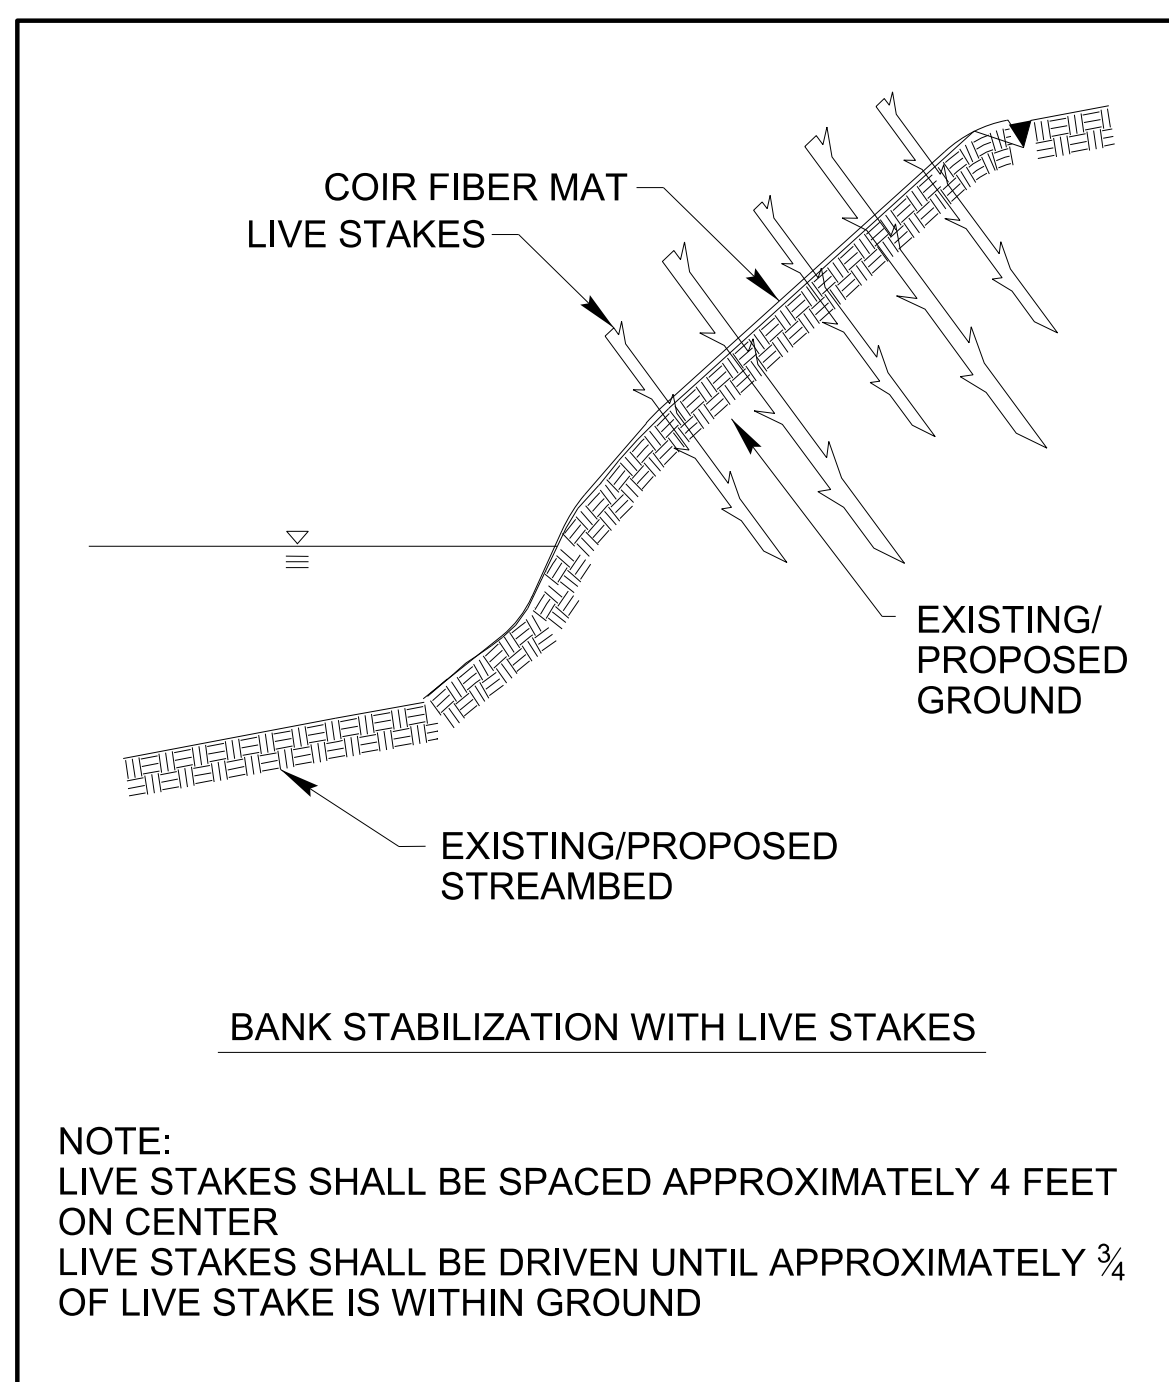 COIR FIBER MAT
LIVE STAKES
EXISTING/
PROPOSED
GROUND
EXISTING/PROPOSED
STREAMBED
BANK STABILIZATION WITH LIVE STAKES
NOTE:
LIVE STAKES SHALL BE SPACED APPROXIMATELY 4 FEET
ON CENTER
LIVE STAKES SHALL BE DRIVEN UNTIL APPROXIMATELY ¾
OF LIVE STAKE IS WITHIN GROUND